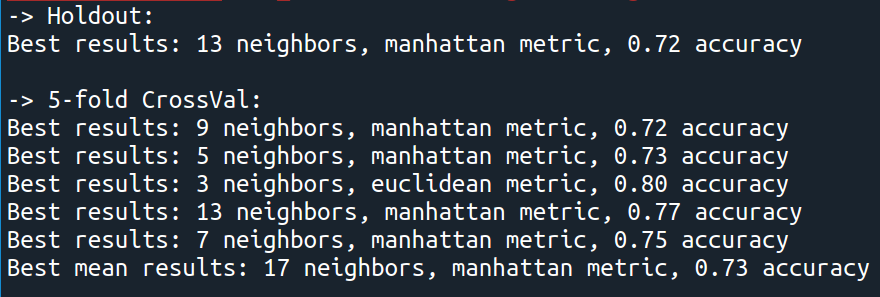 -> Holdout:
Best results: 13 neighbors, manhattan metric, 0.72 accuracy
-> 5-fold CrossVal:
Best results: 9 neighbors, manhattan metric, 0.72 accuracy
Best results: 5 neighbors, manhattan metric, 0.73 accuracy
Best results: 3 neighbors, euclidean metric, 0.80 accuracy
Best results: 13 neighbors, manhattan metric, 0.77 accuracy
Best results: 7 neighbors, manhattan metric, 0.75 accuracy
Best mean results: 17 neighbors, manhattan metric, 0.73 accuracy